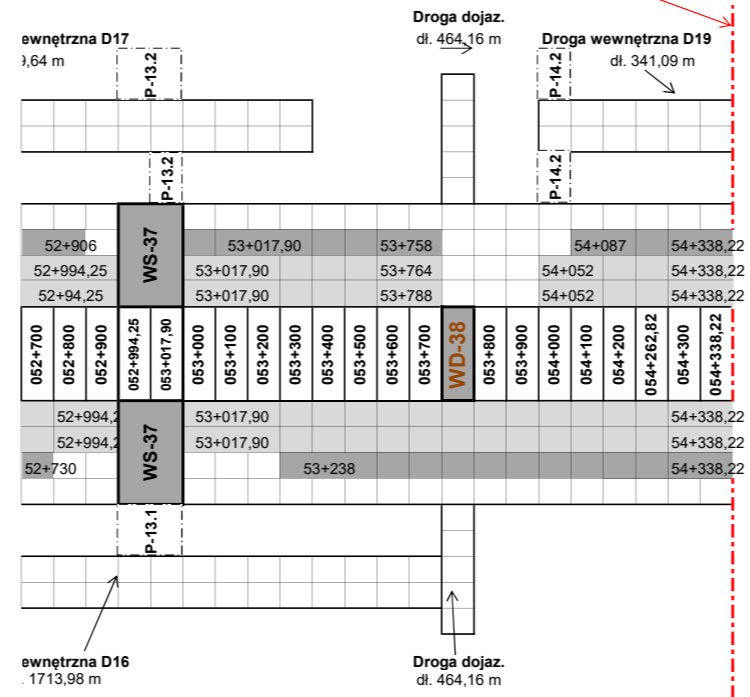 Droga dojaz.
dł. 464,16 m
ewnętrzna D17
9,64 m
Droga wewnętrzna D19
dł. 341,09 m
P-13.2
P-14.2
P-13.2
P-14.2
52+906 53+017,90 53+758 54+087 54+338,22
52+994,25 53+017,90 53+764 54+052 54+338,22
52+94,25 53+017,90 53+788 54+052 54+338,22
WS-37
052+700 052+800 052+900 052+994,25 053+017,90 053+000 053+100 053+200 053+300 053+400 053+500 053+600 053+700 WD-38 053+800 053+900 054+000 054+100 054+200 054+262,82 054+300 054+338,22
52+994,2 53+017,90 54+338,22
52+994,2 53+017,90 54+338,22
WS-37
52+730 53+238 54+338,22
P-13.1
ewnętrzna D16
. 1713,98 m
Droga dojaz.
dł. 464,16 m